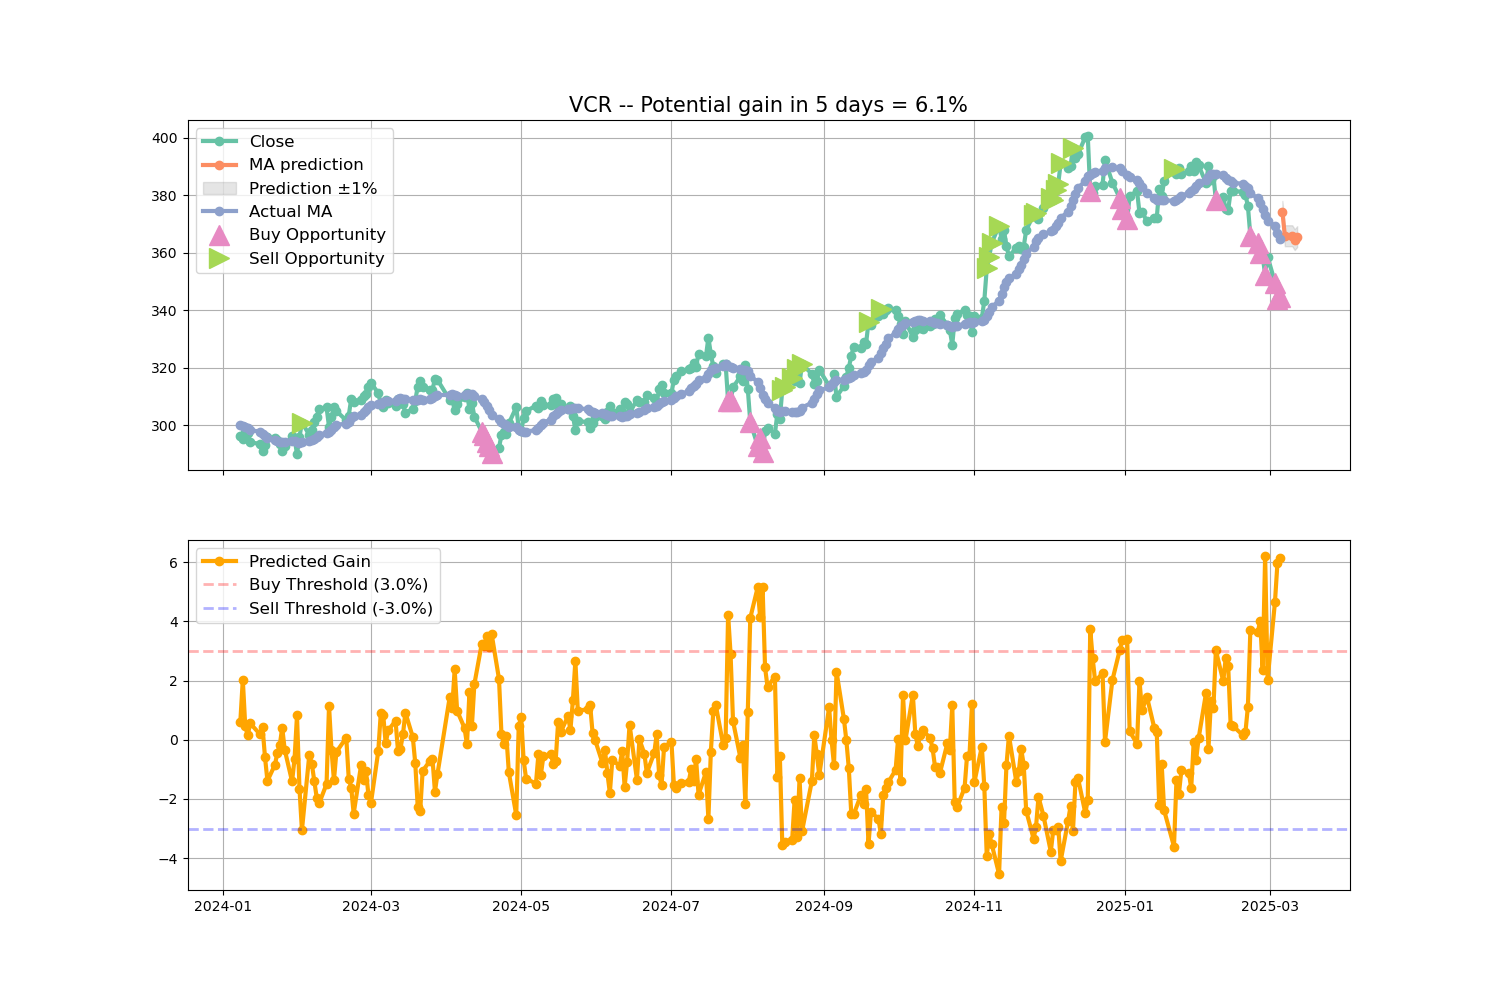 VCR -- Potential gain in 5 days = 6.1%
400
380
360
340
320
300
Close
MA prediction
Prediction ±1%
Actual MA
Buy Opportunity
Sell Opportunity
6
4
2
0
−2
−4
Predicted Gain
Buy Threshold (3.0%)
Sell Threshold (-3.0%)
2024-01
2024-03
2024-05
2024-07
2024-09
2024-11
2025-01
2025-03